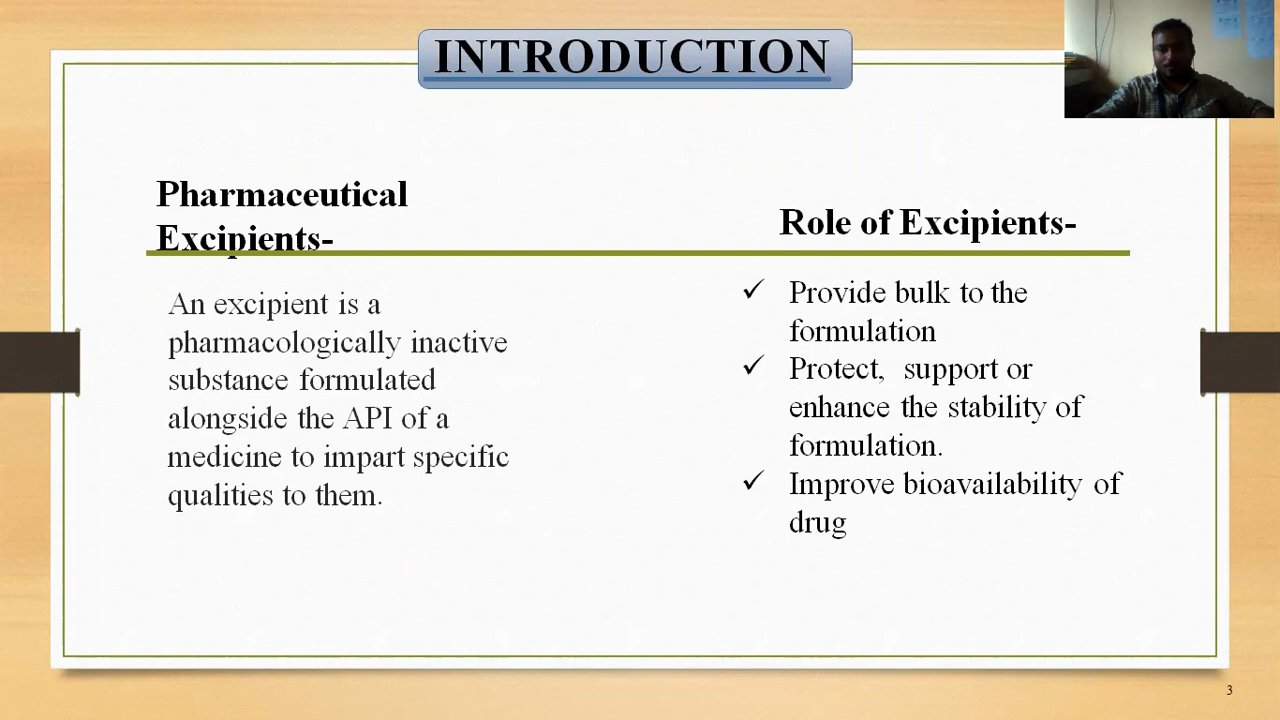 INTRODUCTION
Pharmaceutical
Excipients-
An excipient is a
pharmacologically inactive
substance formulated
alongside the API of a
medicine to impart specific
qualities to them.
Role of Excipients-
✓ Provide bulk to the
formulation
✓ Protect, support or
enhance the stability of
formulation.
✓ Improve bioavailability of
drug
3